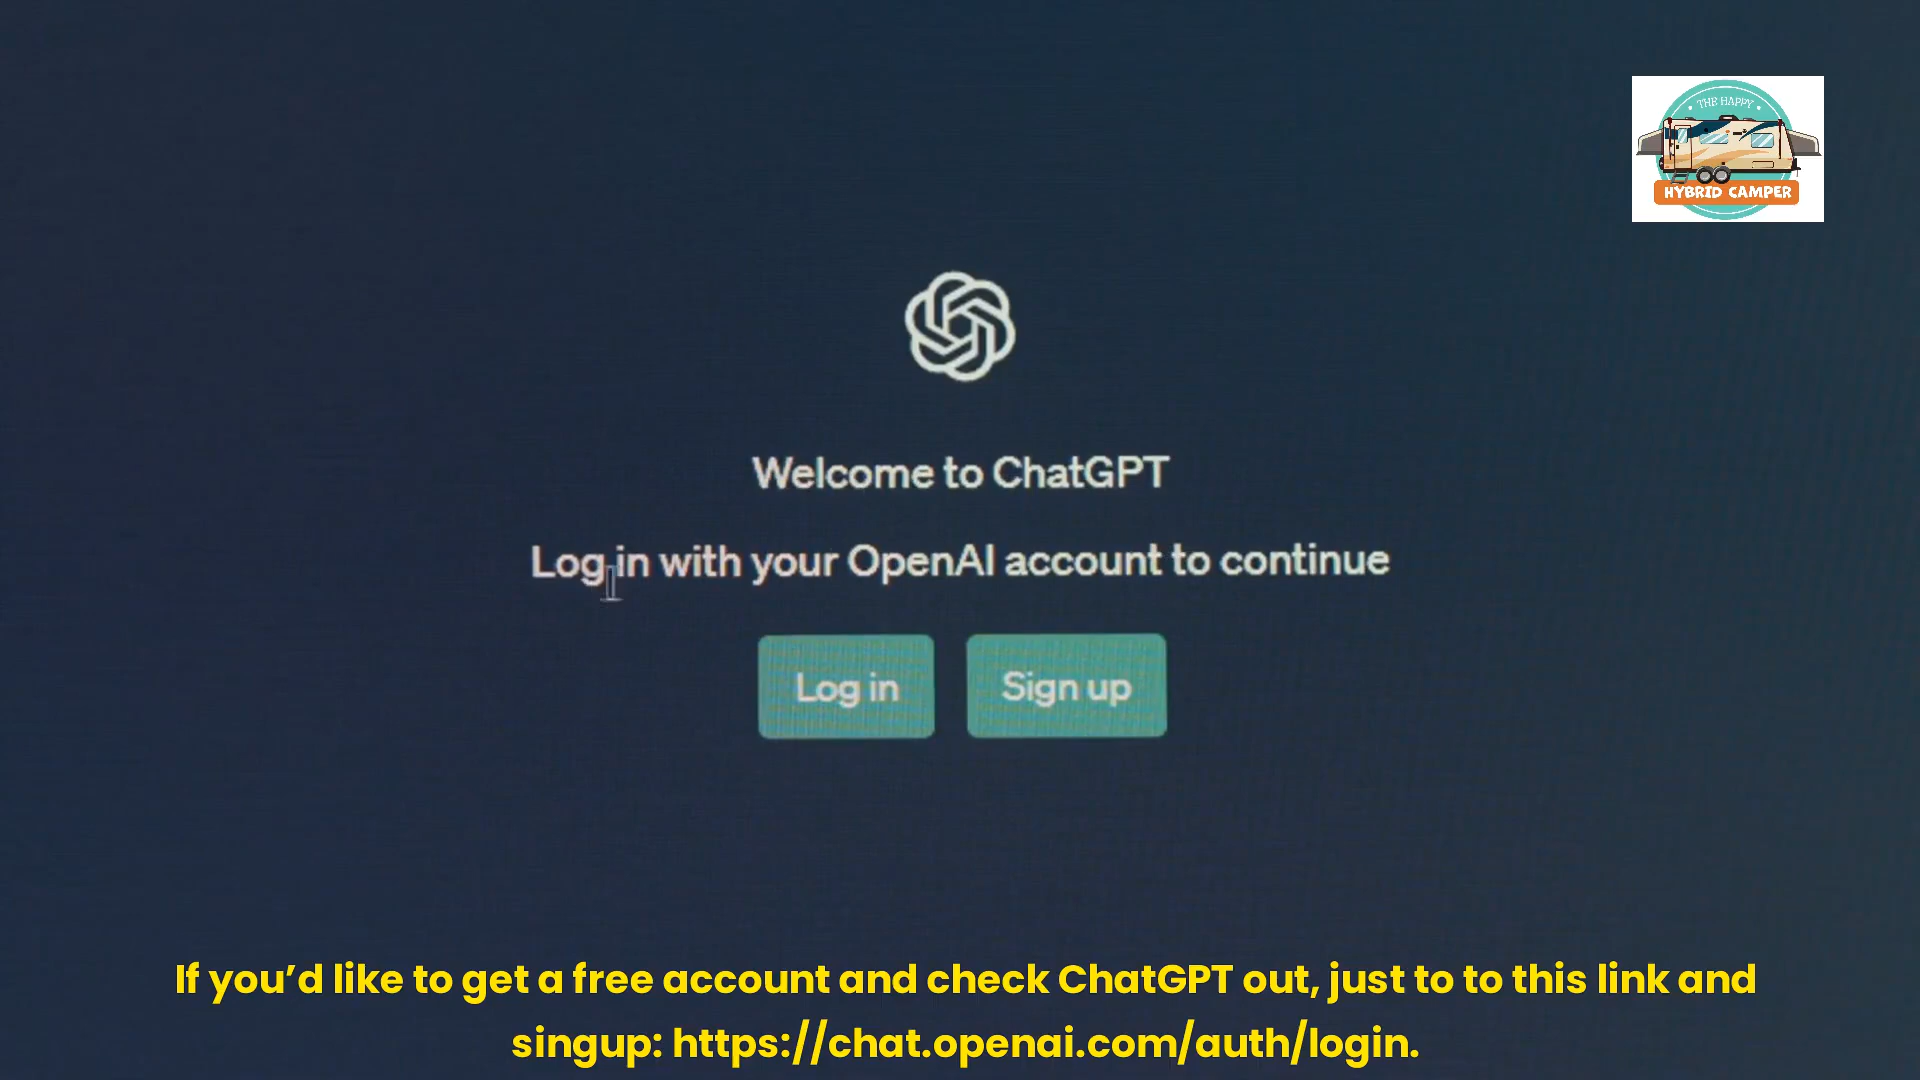 THE HAPPY
HYBRID CAMPER
Welcome to ChatGPT
Log in with your OpenAI account to continue
Log in
Sign up
If you’d like to get a free account and check ChatGPT out, just to to this link and
singup: https://chat.openai.com/auth/login.